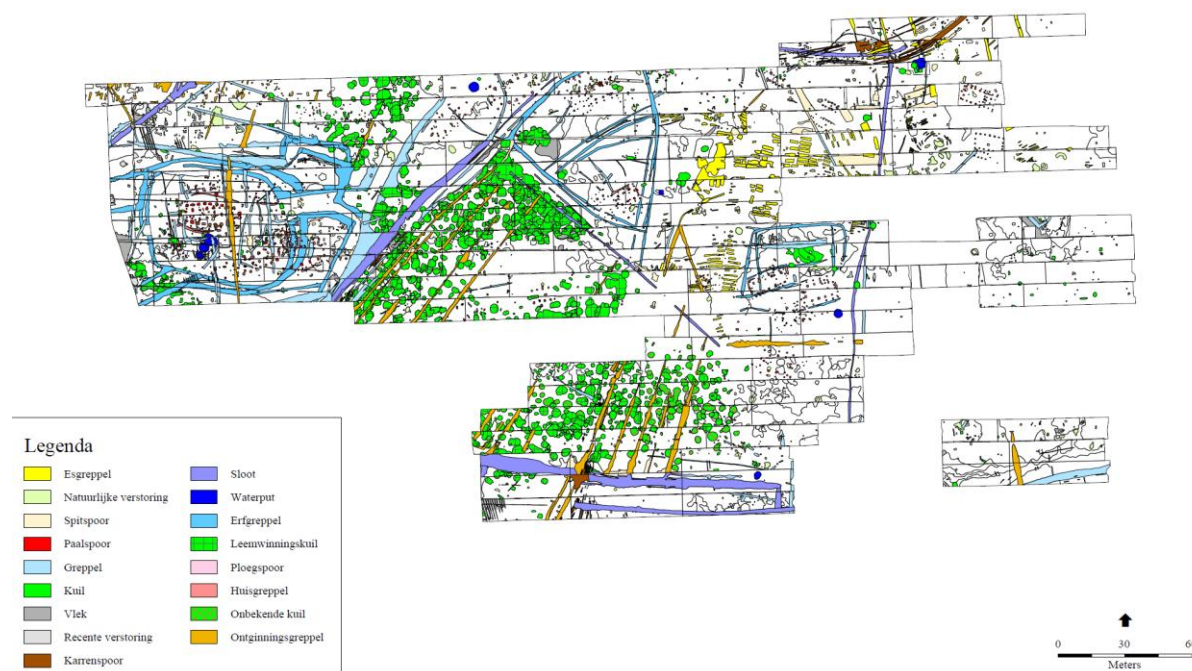 Legenda
Esgreppel
Natuurlijke verstoring
Spitspoor
Paalspoor
Greppel
Kuil
Vlek
Recente verstoring
Karrenspoor
Sloot
Waterput
Erfgreppel
Leemwinningskuil
Ploegspoor
Huisgreppel
Onbekende kuil
Ontginningsgreppel
0 30 60
Meters